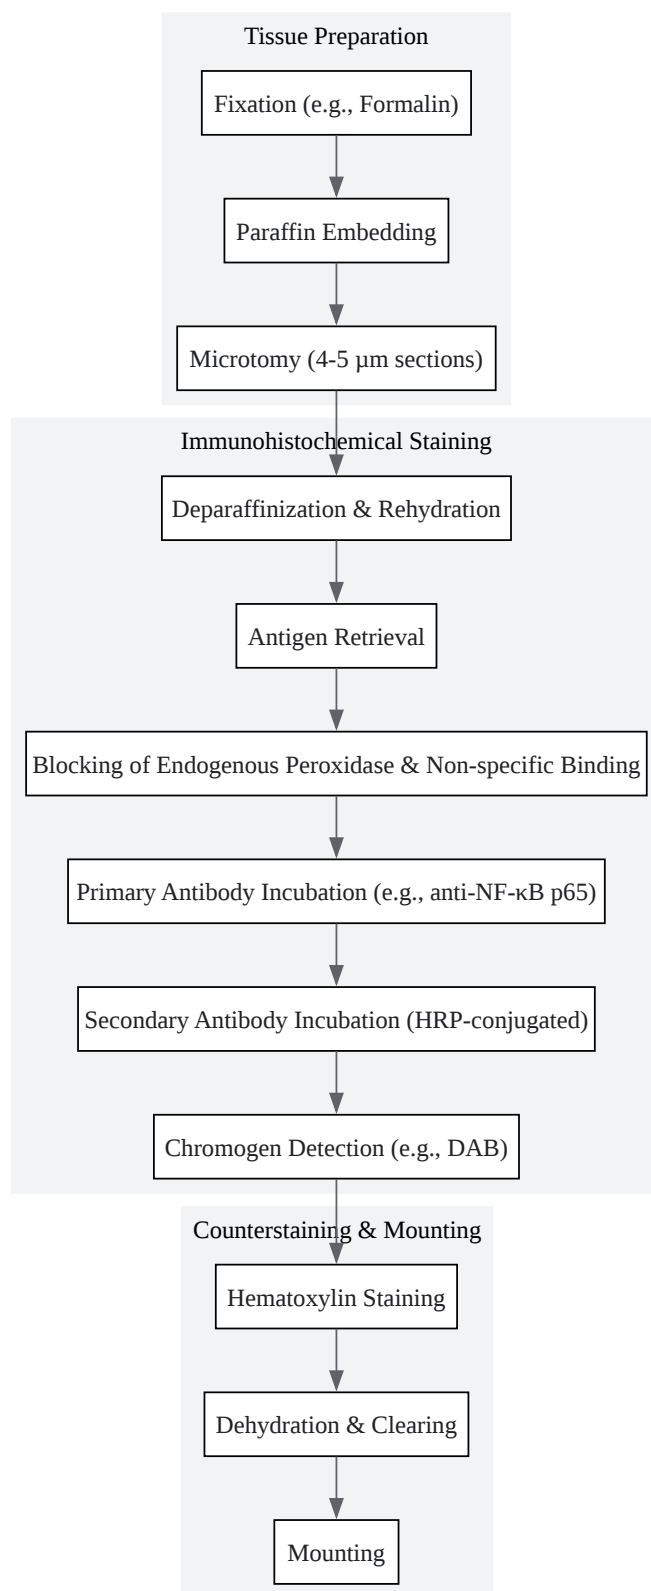 Tissue Preparation
Fixation (e.g., Formalin)
Paraffin Embedding
Microtomy (4-5 µm sections)
Immunohistochemical Staining
Deparaffinization & Rehydration
Antigen Retrieval
Blocking of Endogenous Peroxidase & Non-specific Binding
Primary Antibody Incubation (e.g., anti-NF-κB p65)
Secondary Antibody Incubation (HRP-conjugated)
Chromogen Detection (e.g., DAB)
Counterstaining & Mounting
Hematoxylin Staining
Dehydration & Clearing
Mounting